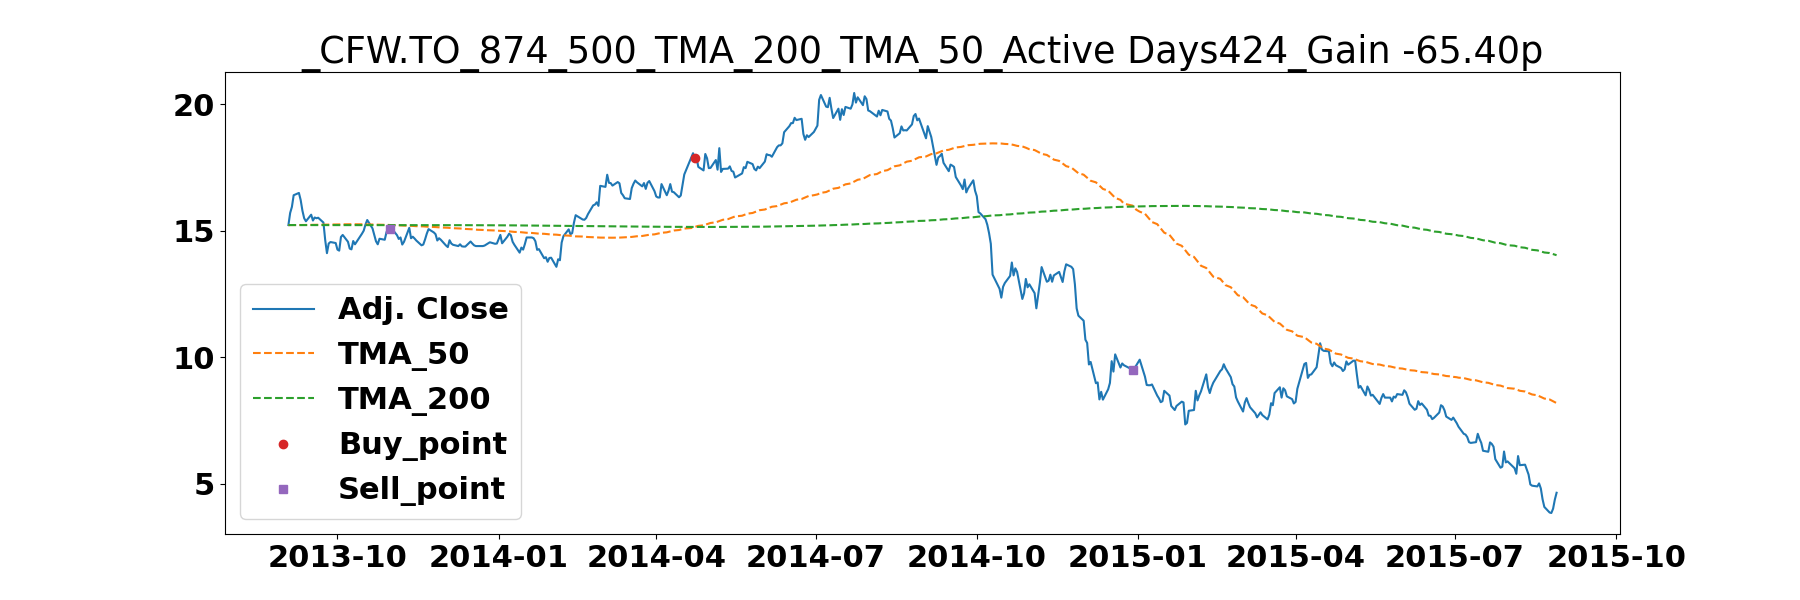 _CFW.TO_874_500_TMA_200_TMA_50_Active Days424_Gain -65.40p
20
15
10
5
Adj. Close
TMA_50
TMA_200
Buy_point
Sell_point
2013-10 2014-01 2014-04 2014-07 2014-10 2015-01 2015-04 2015-07 2015-10